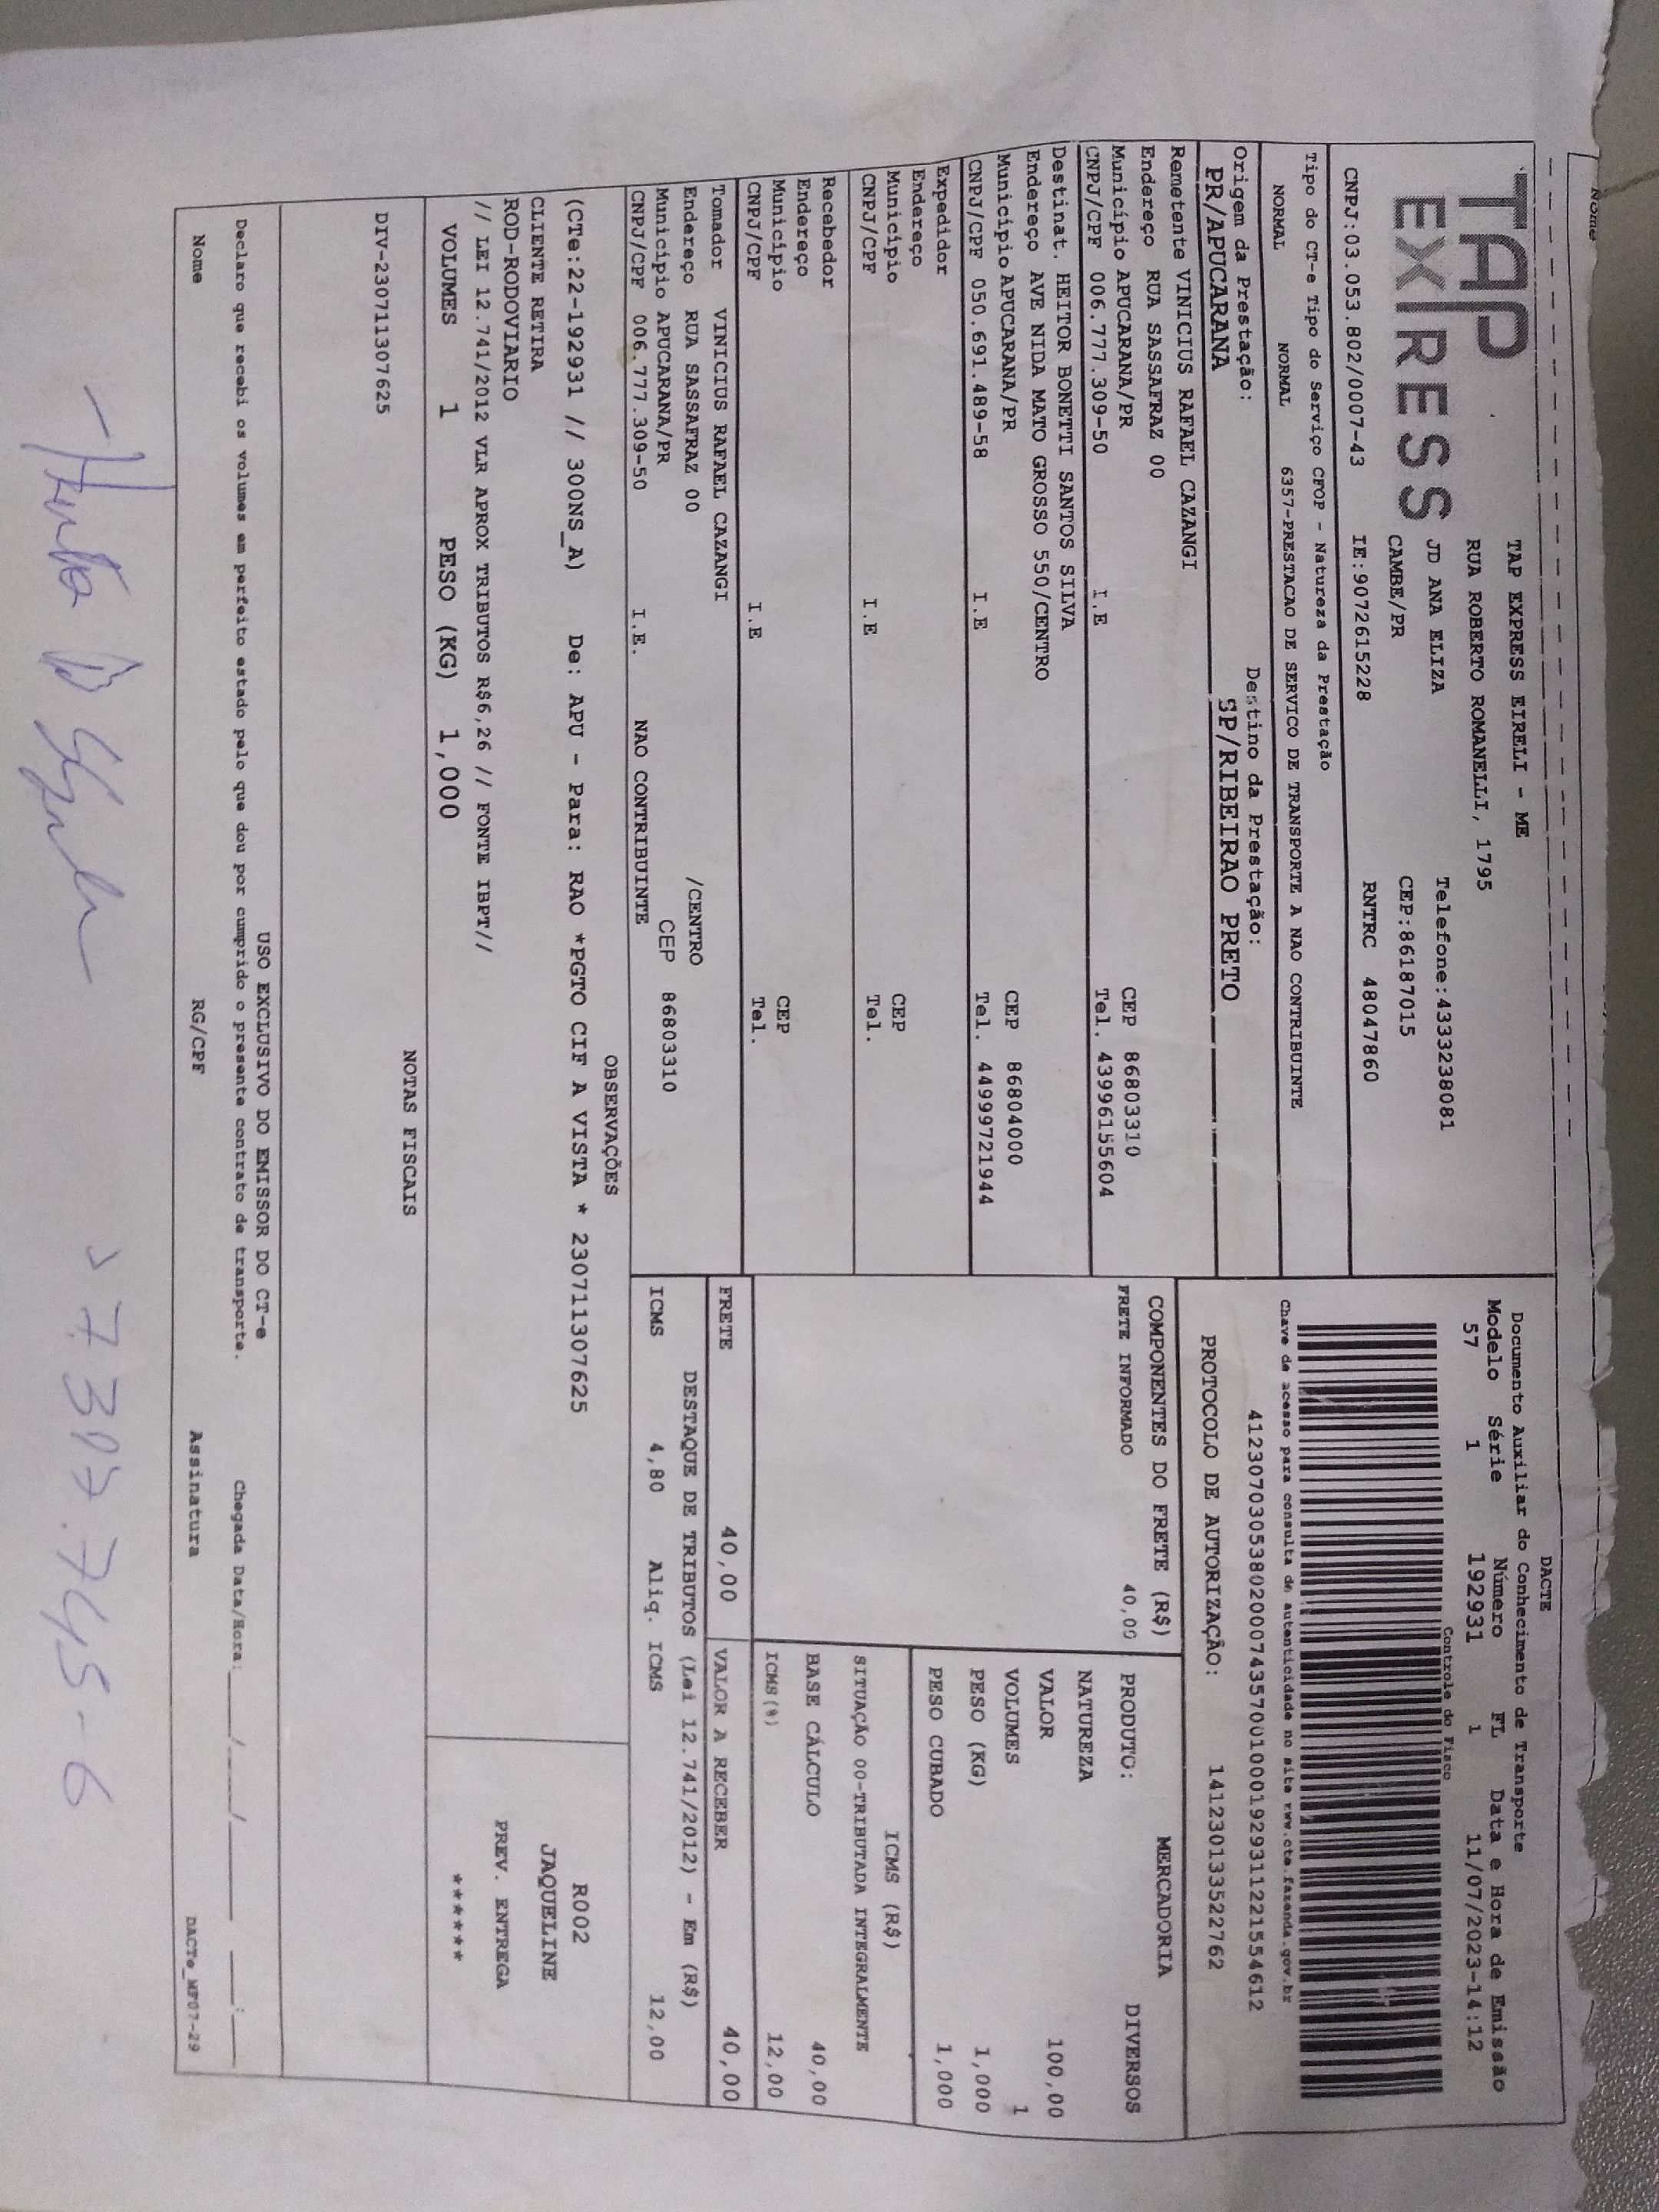 TAP
EXPRESS
TAP EXPRESS EIRELI - ME
RUA ROBERTO ROMANELLI, 1795
JD ANA ELIZA Telefone:4333238081
CAMBE/PR CEP:86187015
CNPJ:03.053.802/0007-43 IE:9072615228 RNTRC 48047860
DACTE
Documento Auxiliar do Conhecimento de Transporte
Modelo Série Número FL Data e Hora de Emissão
57 1 192931 1 11/07/2023-14:12
Controle do Fisco
Chave de acesso para consulta de autenticidade no site www.cte.fazenda.gov.br
41230703053802000743570010001929311221554612
PROTOCOLO DE AUTORIZAÇÃO: 141230133522762
Tipo do CT-e Tipo do Serviço CFOP - Natureza da Prestação
NORMAL NORMAL 6357-PRESTACAO DE SERVICO DE TRANSPORTE A NAO CONTRIBUINTE
Origem da Prestação: Destino da Prestação:
PR/APUCARANA SP/RIBEIRAO PRETO
Remetente VINICIUS RAFAEL CAZANGI
Endereço RUA SASSAFRAZ 00
Município APUCARANA/PR CEP 86803310
CNPJ/CPF 006.777.309-50 I.E Tel. 43996155604
Destinat. HEITOR BONETTI SANTOS SILVA
Endereço AVE NIDA MATO GROSSO 550/CENTRO
Município APUCARANA/PR CEP 86804000
CNPJ/CPF 050.691.489-58 I.E Tel. 44999721944
Expedidor
Endereço
Município CEP
CNPJ/CPF I.E Tel.
Recebedor
Endereço
Município CEP
CNPJ/CPF I.E Tel.
Tomador VINICIUS RAFAEL CAZANGI
Endereço RUA SASSAFRAZ 00 /CENTRO
Município APUCARANA/PR CEP 86803310
CNPJ/CPF 006.777.309-50 I.E. NAO CONTRIBUINTE
COMPONENTES DO FRETE (R$)
FRETE INFORMADO 40,00
MERCADORIA
PRODUTO: DIVERSOS
NATUREZA
VALOR 100,00
VOLUMES 1
PESO (KG) 1,000
PESO CUBADO 1,000
ICMS (R$)
SITUAÇÃO 00-TRIBUTADA INTEGRALMENTE
BASE CÁLCULO 40,00
ICMS(%) 12,00
FRETE 40,00 VALOR A RECEBER 40,00
DESTAQUE DE TRIBUTOS (Lei 12.741/2012) - Em (R$)
ICMS 4,80 Aliq. ICMS 12,00
OBSERVAÇÕES
(CTe:22-192931 // 300NS_A) De: APU - Para: RAO *PGTO CIF A VISTA * 230711307625
CLIENTE RETIRA
ROD-RODOVIARIO
// LEI 12.741/2012 VLR APROX TRIBUTOS R$6,26 // FONTE IBPT//
R002
JAQUELINE
PREV. ENTREGA
*******
VOLUMES 1 PESO (KG) 1,000
NOTAS FISCAIS
DIV-230711307625
USO EXCLUSIVO DO EMISSOR DO CT-e
Declaro que recebi os volumes em perfeito estado pelo que dou por cumprido o presente contrato de transporte. Chegada Data/Hora: ____/____/______ ___:___
Nome RG/CPF Assinatura DACTe_MP07-29